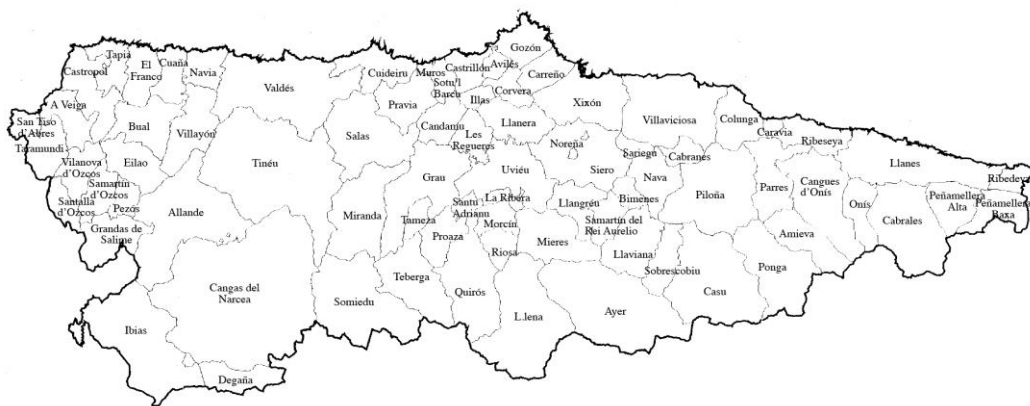 Gozón
Tapia
El
Franco
Cuaña
Navia
Castropol
Valdés
Cuideiru
Muros
Castrillón
Avilés
Carreño
Sotu'l
Barcu
Illas
Corvera
A Veiga
Pravia
Xixón
San Tiso
d'Abres
Taramundi
Bual
Villayón
Salas
Candamu
Les
Regueres
Llanera
Villaviciosa
Colunga
Caravia
Ribeseya
Noreña
Vilanova
d'Ozcos
Eilao
Tinéu
Grau
Uviéu
Siero
Sariegu
Cabranes
Nava
Llanes
Ribedeva
Samartín
d'Ozcos
Santalla
d'Ozcos
Pezós
Allande
Miranda
Tameza
Santu
Adrianu
La Ribera
Llangréu
Bimenes
Piloña
Parres
Cangues
d'Onís
Onís
Cabrales
Peñamellera
Alta
Peñamellera
Baxa
Grandas de
Salime
Proaza
Morcín
Mieres
Samartín del
Rei Aurelio
Amieva
Riosa
Llaviana
Sobrescobiu
Ponga
Teberga
Cangas del
Narcea
Somiedu
Quirós
L.lena
Ayer
Casu
Ibias
Degaña